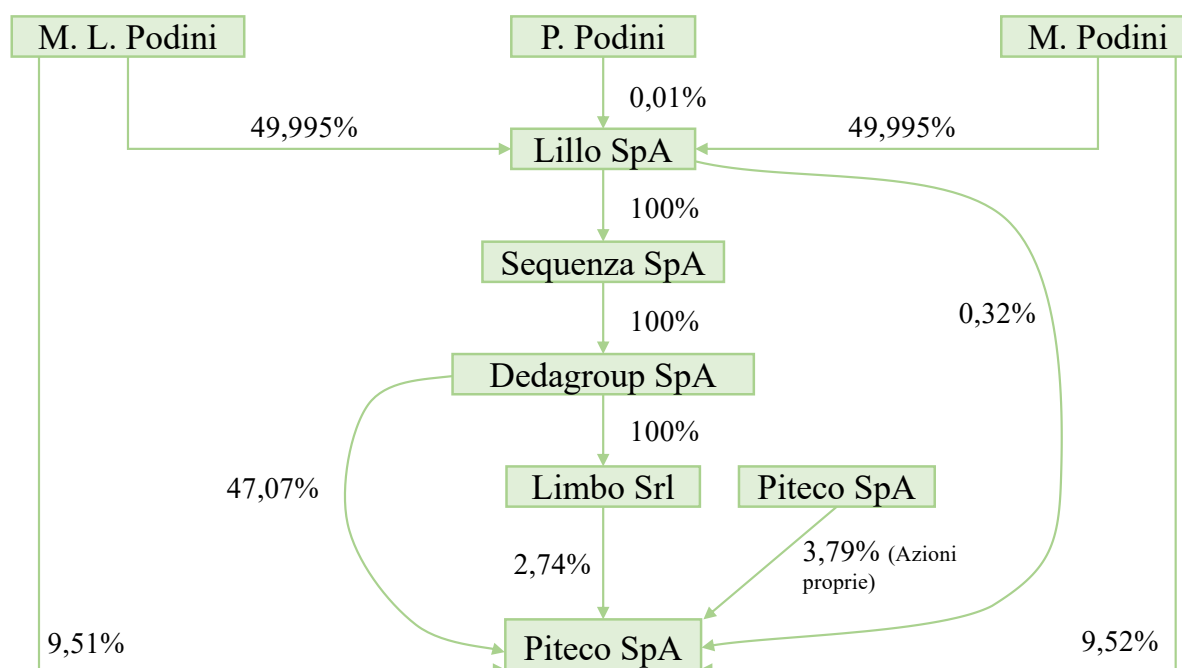 M. L. Podini
P. Podini
M. Podini
0,01%
49,995%
49,995%
Lillo SpA
100%
Sequenza SpA
0,32%
100%
Dedagroup SpA
100%
47,07%
Limbo Srl
Piteco SpA
2,74%
3,79% (Azioni
proprie)
9,51%
Piteco SpA
9,52%